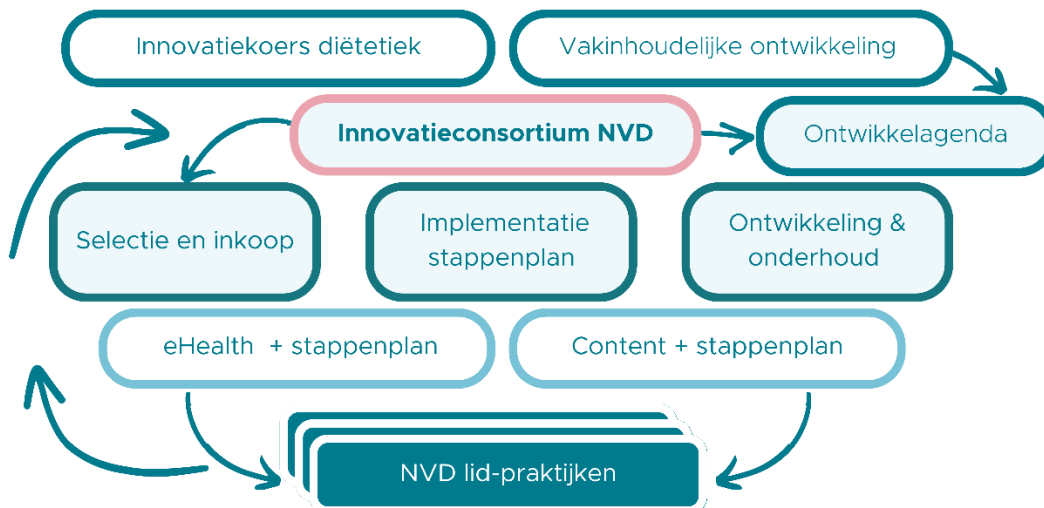 Innovatiekoers diëtetiek
Vakinhoudelijke ontwikkeling
Innovatieconsortium NVD
Ontwikkelagenda
Selectie en inkoop
Implementatie
stappenplan
Ontwikkeling &
onderhoud
eHealth + stappenplan
Content + stappenplan
NVD lid-praktijken